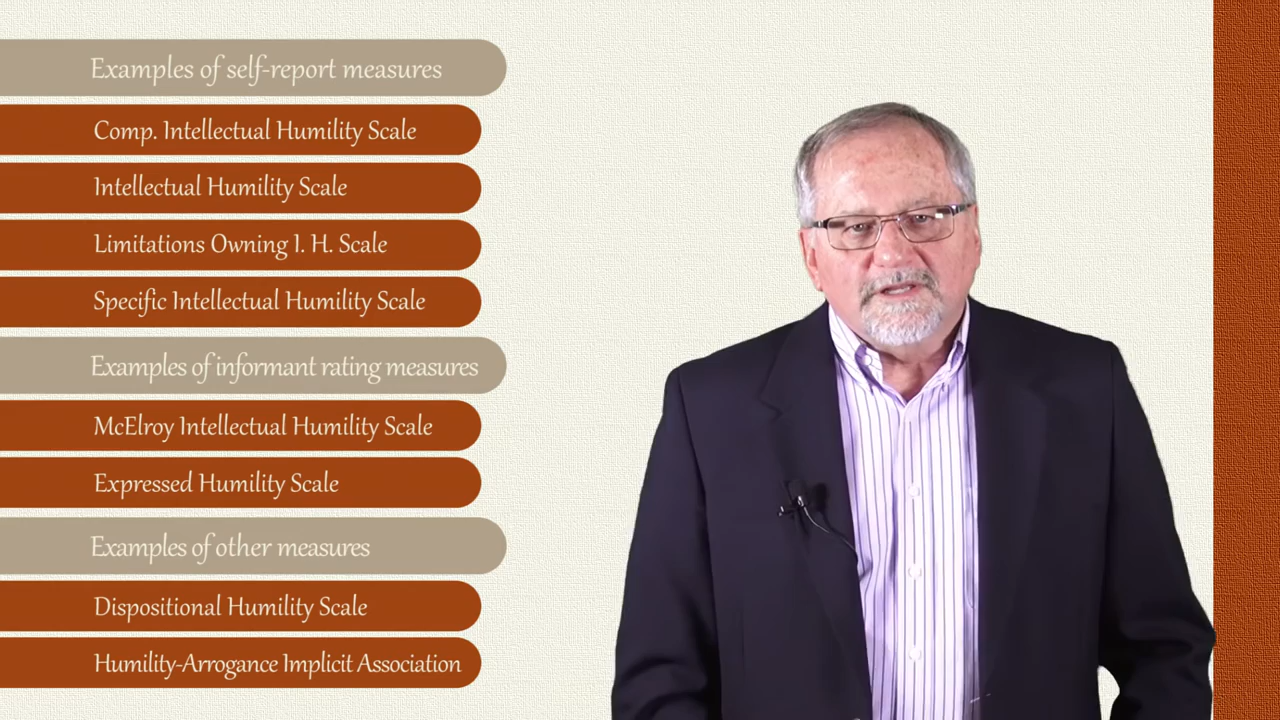 Examples of self-report measures
Comp. Intellectual Humility Scale
Intellectual Humility Scale
Limitations Owning I. H. Scale
Specific Intellectual Humility Scale
Examples of informant rating measures
McElroy Intellectual Humility Scale
Expressed Humility Scale
Examples of other measures
Dispositional Humility Scale
Humility-Arrogance Implicit Association